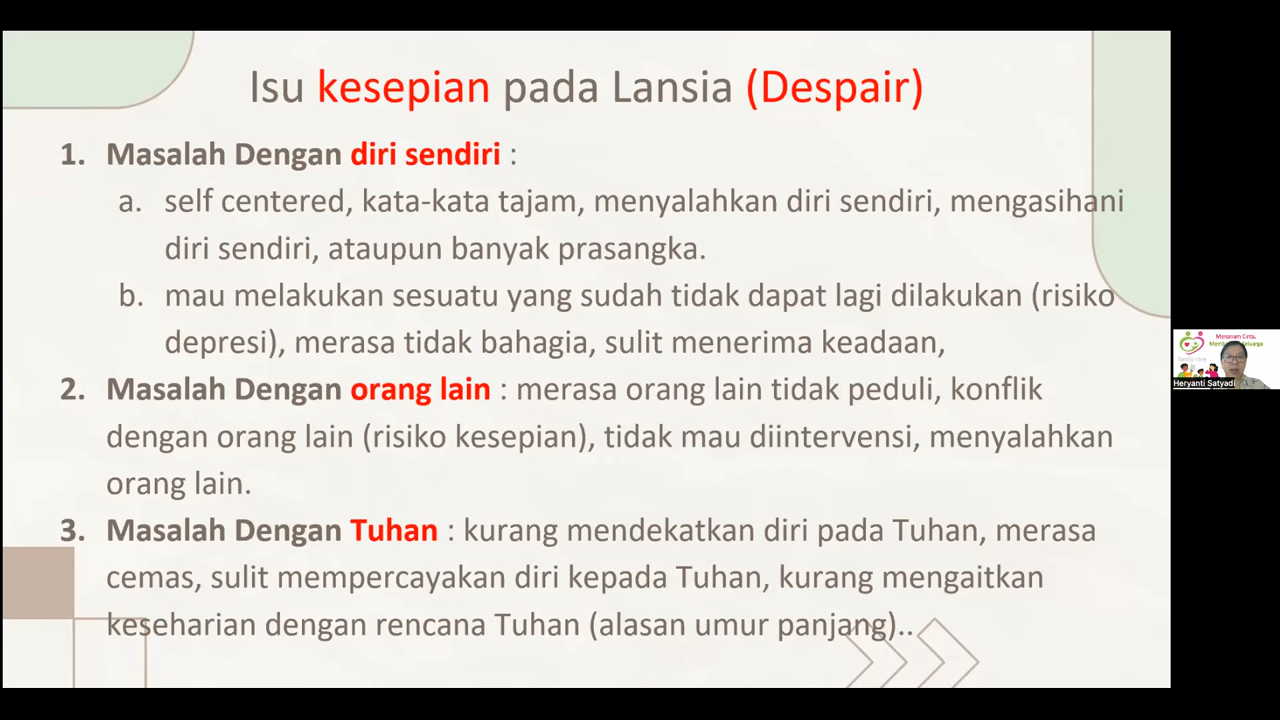 Isu kesepian pada Lansia (Despair)
1. Masalah Dengan diri sendiri :
a. self centered, kata-kata tajam, menyalahkan diri sendiri, mengasihani
diri sendiri, ataupun banyak prasangka.
b. mau melakukan sesuatu yang sudah tidak dapat lagi dilakukan (risiko
depresi), merasa tidak bahagia, sulit menerima keadaan,
2. Masalah Dengan orang lain : merasa orang lain tidak peduli, konflik
dengan orang lain (risiko kesepian), tidak mau diintervensi, menyalahkan
orang lain.
3. Masalah Dengan Tuhan : kurang mendekatkan diri pada Tuhan, merasa
cemas, sulit mempercayakan diri kepada Tuhan, kurang mengaitkan
keseharian dengan rencana Tuhan (alasan umur panjang)..
Menanam Cinta,
family care
Heryanti Satyadi